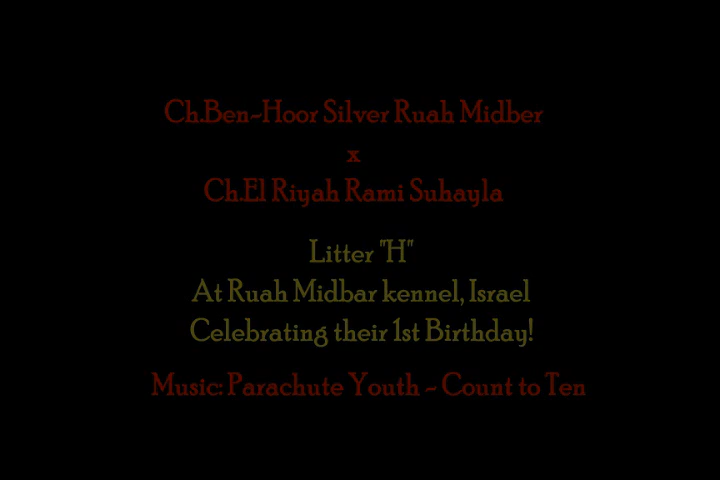 Ch.Ben-Hoor Silver Ruah Midber
x
Ch.El Riyah Rami Suhayla
Litter "H"
At Ruah Midbar kennel, Israel
Celebrating their 1st Birthday!
Music: Parachute Youth - Count to Ten